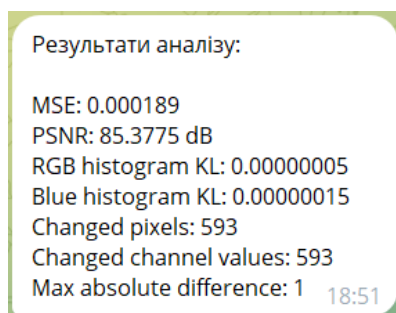 Результати аналізу:
MSE: 0.000189
PSNR: 85.3775 dB
RGB histogram KL: 0.00000005
Blue histogram KL: 0.00000015
Changed pixels: 593
Changed channel values: 593
Max absolute difference: 1
18:51